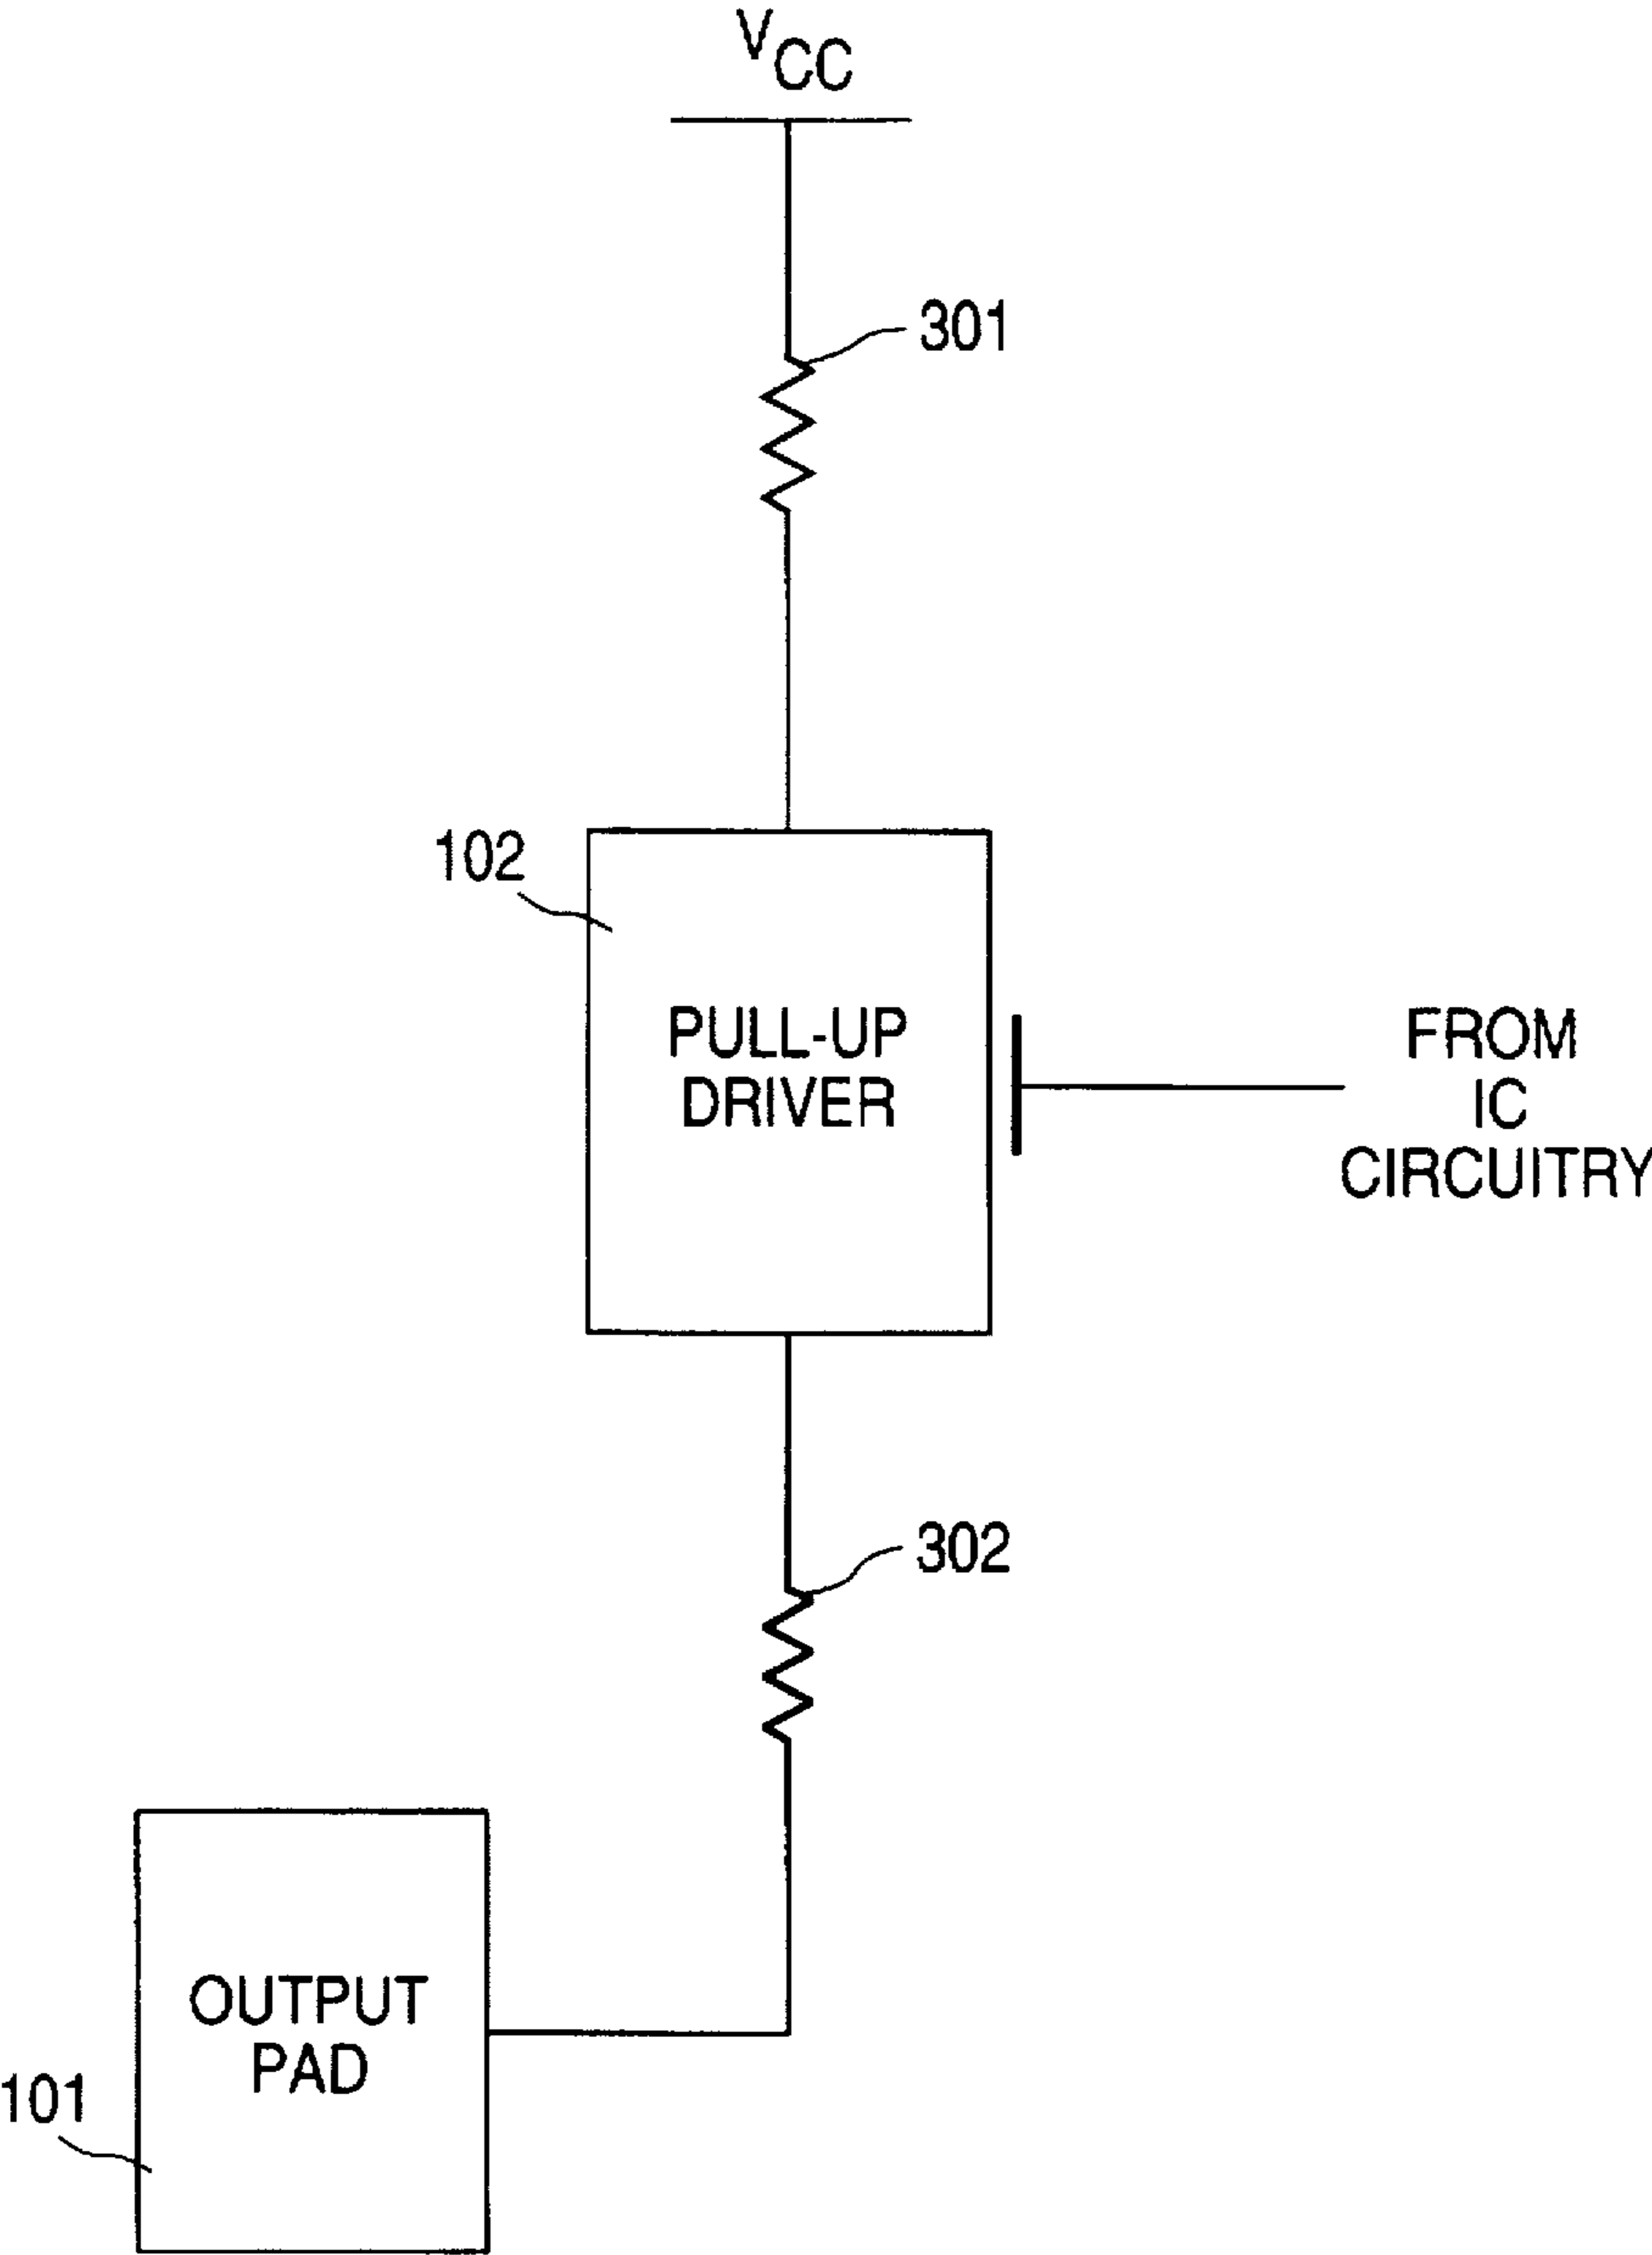 VCC
301
102
PULL-UP
DRIVER
FROM
IC
CIRCUITRY
302
OUTPUT
PAD
101